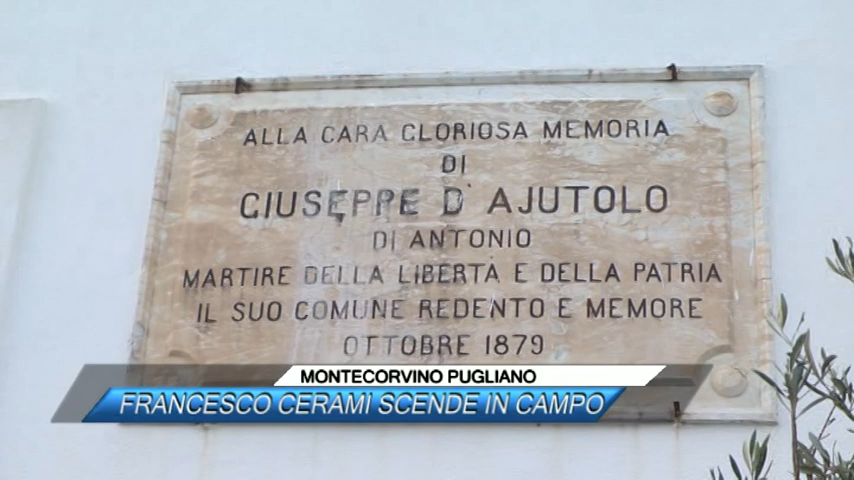 ALLA CARA GLORIOSA MEMORIA
DI
GIUSEPPE D' AJUTOLO
DI ANTONIO
MARTIRE DELLA LIBERTA E DELLA PATRIA
IL SUO COMUNE REDENTO E MEMORE
OTTOBRE 1879
MONTECORVINO PUGLIANO
FRANCESCO CERAMI SCENDE IN CAMPO